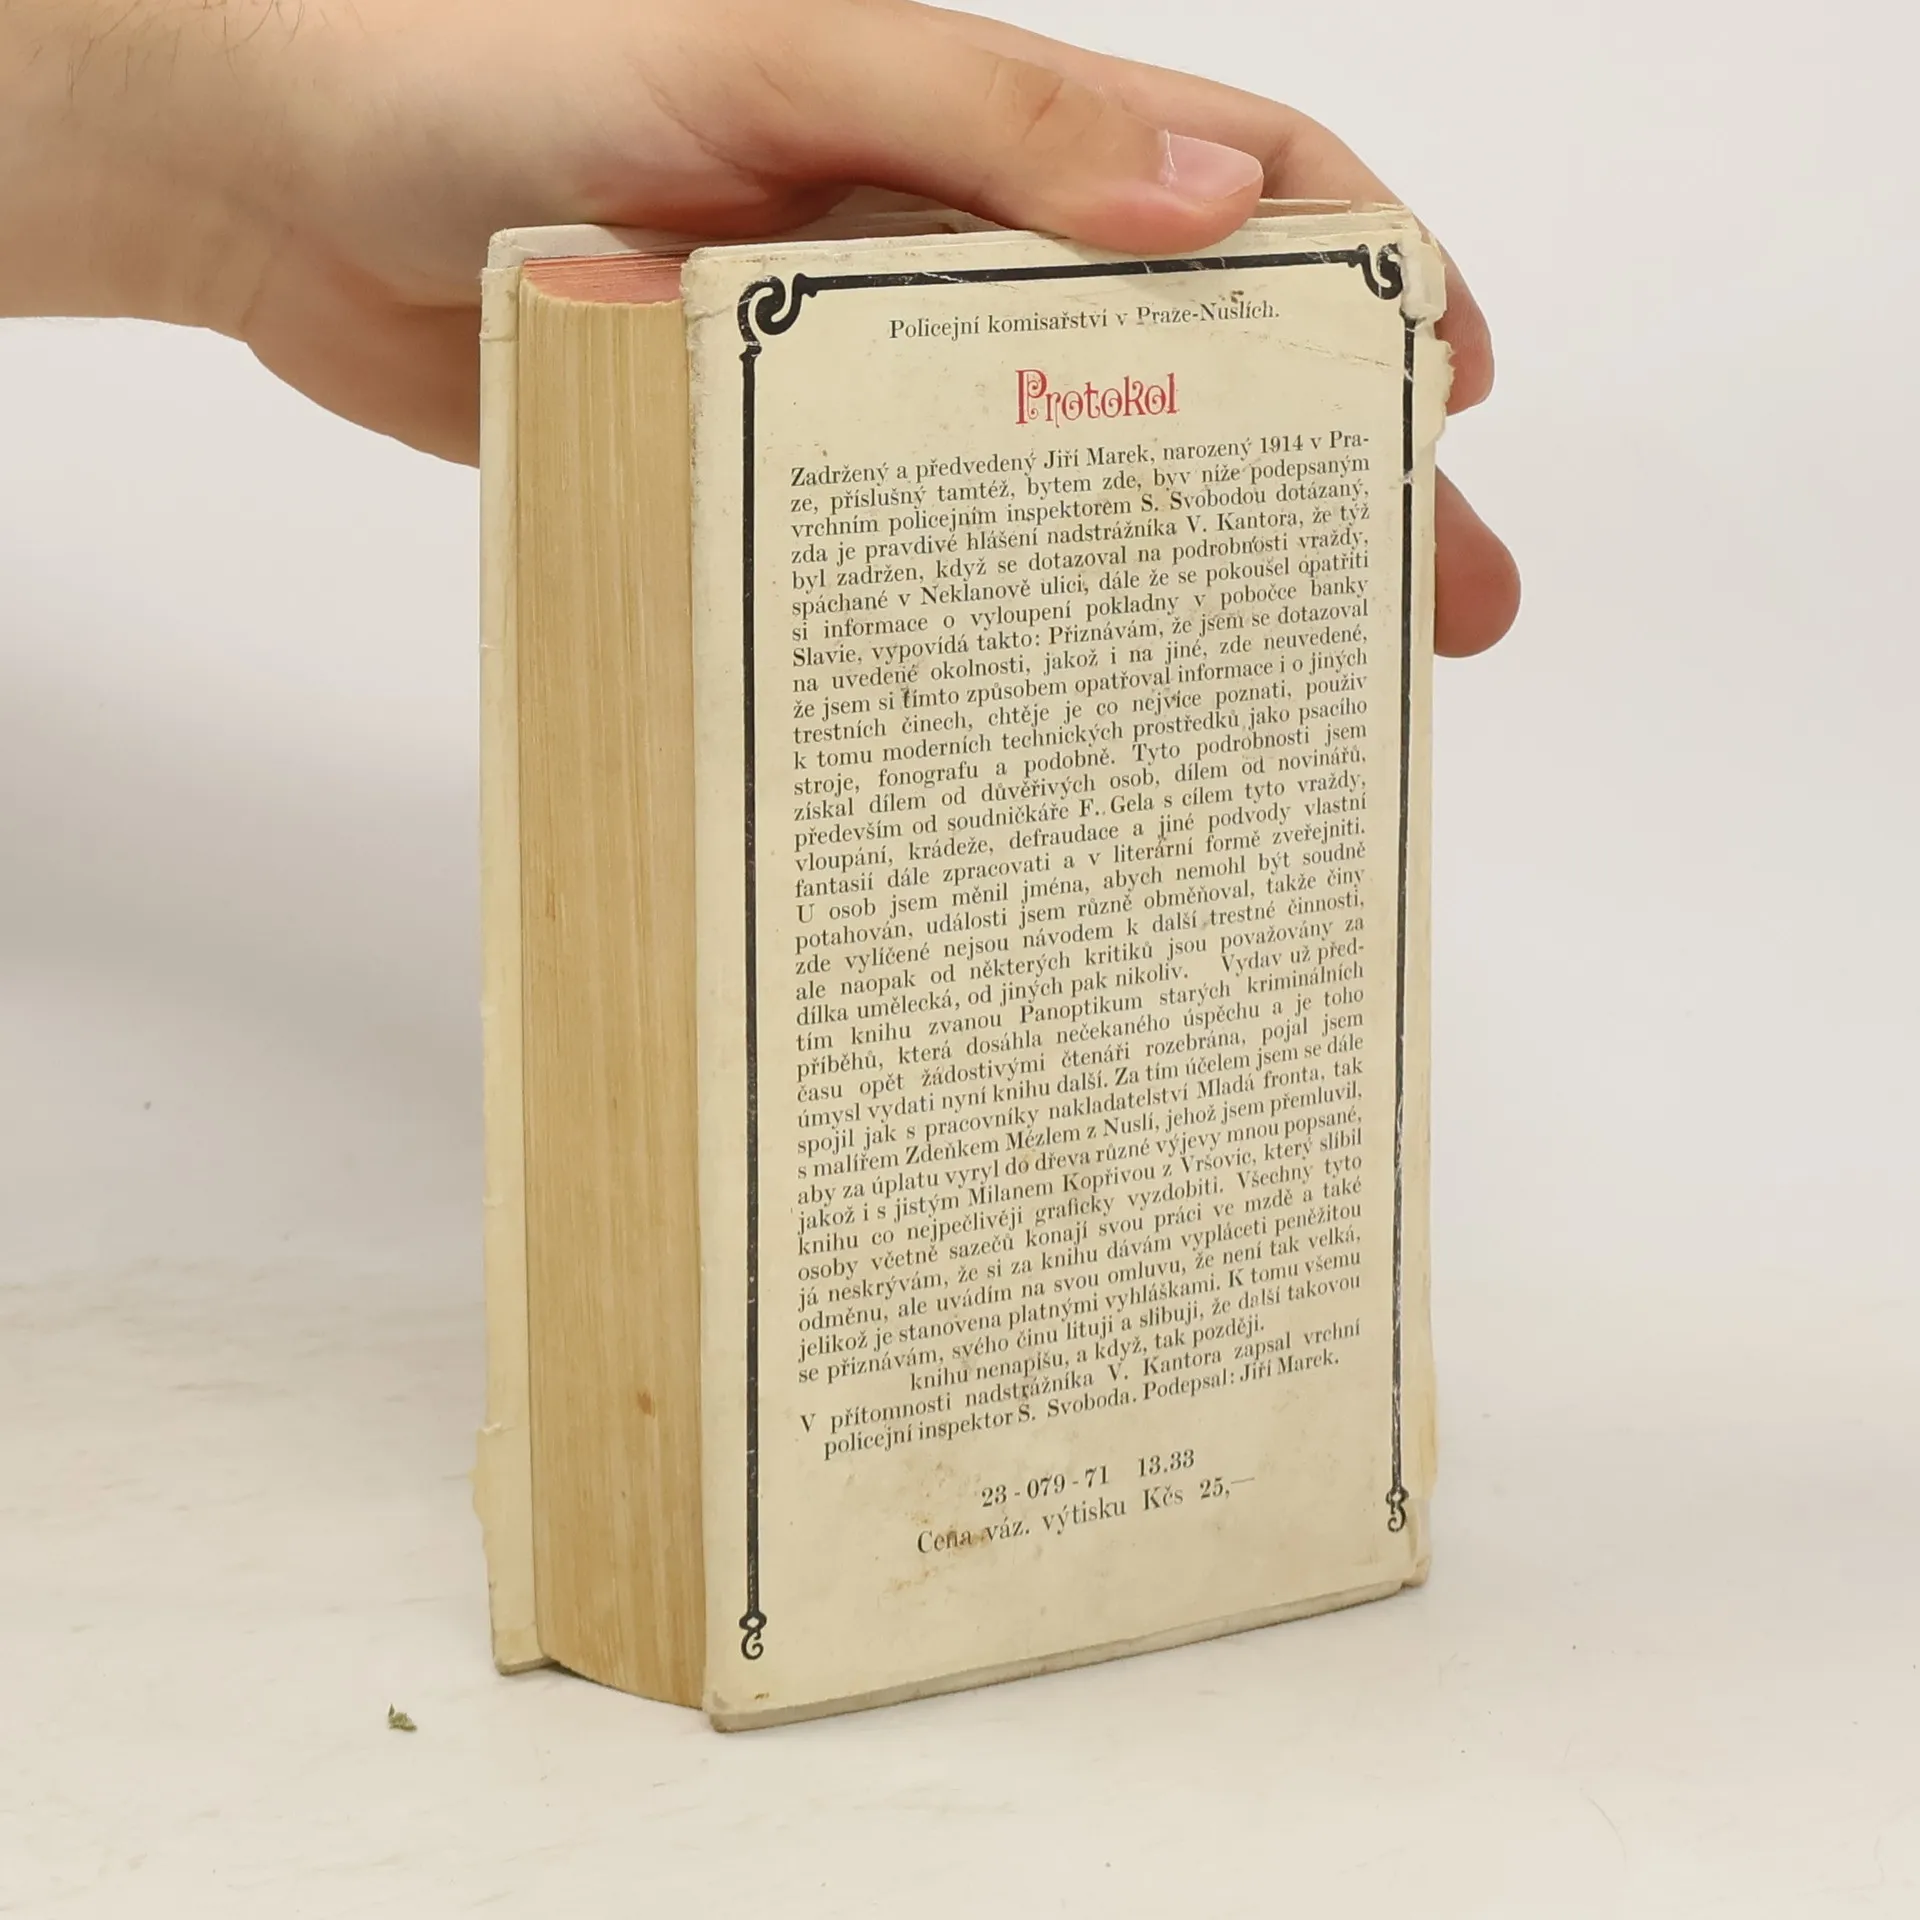 Policejní komisařství v Praze-Nuslích.
Protokol
Zadržený a předvedený Jiří Marek, narozený 1914 v Pra-
ze, příslušný tamtéž, bytem zde, byv níže podepsaným
vrchním policejním inspektorem S. Svobodou dotázaný,
zda je pravdivé hlášení nadstrážníka V. Kantora, že týž
byl zadržen, když se dotazoval na podrobnosti vraždy,
spáchané v Neklanově ulici, dále že se pokoušel opatřiti
si informace o vyloupení pokladny v pobočce banky
Slavie, vypovídá takto: Přiznávám, že jsem se dotazoval
na uvedené okolnosti, jakož i na jiné, zde neuvedené,
že jsem si tímto způsobem opatřoval informace i o jiných
trestních činech, chtěje je co nejvíce poznati, použiv
k tomu moderních technických prostředků jako psacího
stroje, fonografu a podobně. Tyto podrobnosti jsem
získal dílem od důvěřivých osob, dílem od novinářů,
především od soudničkáře F. Gela s cílem tyto vraždy,
vloupání, krádeže, defraudace a jiné podvody vlastní
fantasií dále zpracovati a v literární formě zveřejniti.
U osob jsem měnil jména, abych nemohl být soudně
potahován, události jsem různě obměňoval, takže činy
zde vylíčené nejsou návodem k další trestné činnosti,
ale naopak od některých kritiků jsou považovány za
dílka umělecká, od jiných pak nikoliv. Vydav už před-
tím knihu zvanou Panoptikum starých kriminálních
příběhů, která dosáhla nečekaného úspěchu a je toho
času opět žádostivými čtenáři rozebrána, pojal jsem
úmysl vydati nyní knihu další. Za tím účelem jsem se dále
spojil jak s pracovníky nakladatelství Mladá fronta, tak
s malířem Zdeňkem Mézlem z Nuslí, jehož jsem přemluvil,
aby za úplatu vyryl do dřeva různé výjevy mnou popsané,
jakož i s jistým Milanem Kopřivou z Vršovic, který slíbil
knihu co nejpečlivěji graficky vyzdobiti. Všechny tyto
osoby včetně sazečů konají svou práci ve mzdě a také
já neskrývám, že si za knihu dávám vypláceti peněžitou
odměnu, ale uvádím na svou omluvu, že není tak velká,
jelikož je stanovena platnými vyhláškami. K tomu všemu
se přiznávám, svého činu lituji a slibuji, že další takovou
knihu nenapíšu, a když, tak později.
V přítomnosti nadstrážníka V. Kantora zapsal vrchní
policejní inspektor S. Svoboda. Podepsal: Jiří Marek.
23 - 079 - 71 13.33
Cena váz. výtisku Kčs 25,—